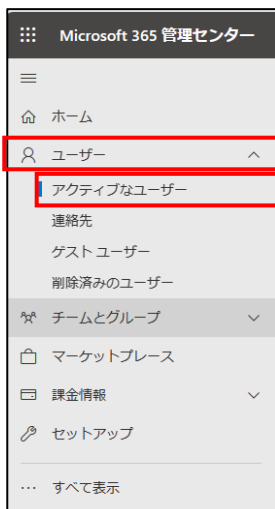 Microsoft 365 管理センター
ホーム
ユーザー
アクティブなユーザー
連絡先
ゲスト ユーザー
削除済みのユーザー
チームとグループ
マーケットプレース
課金情報
セットアップ
… すべて表示